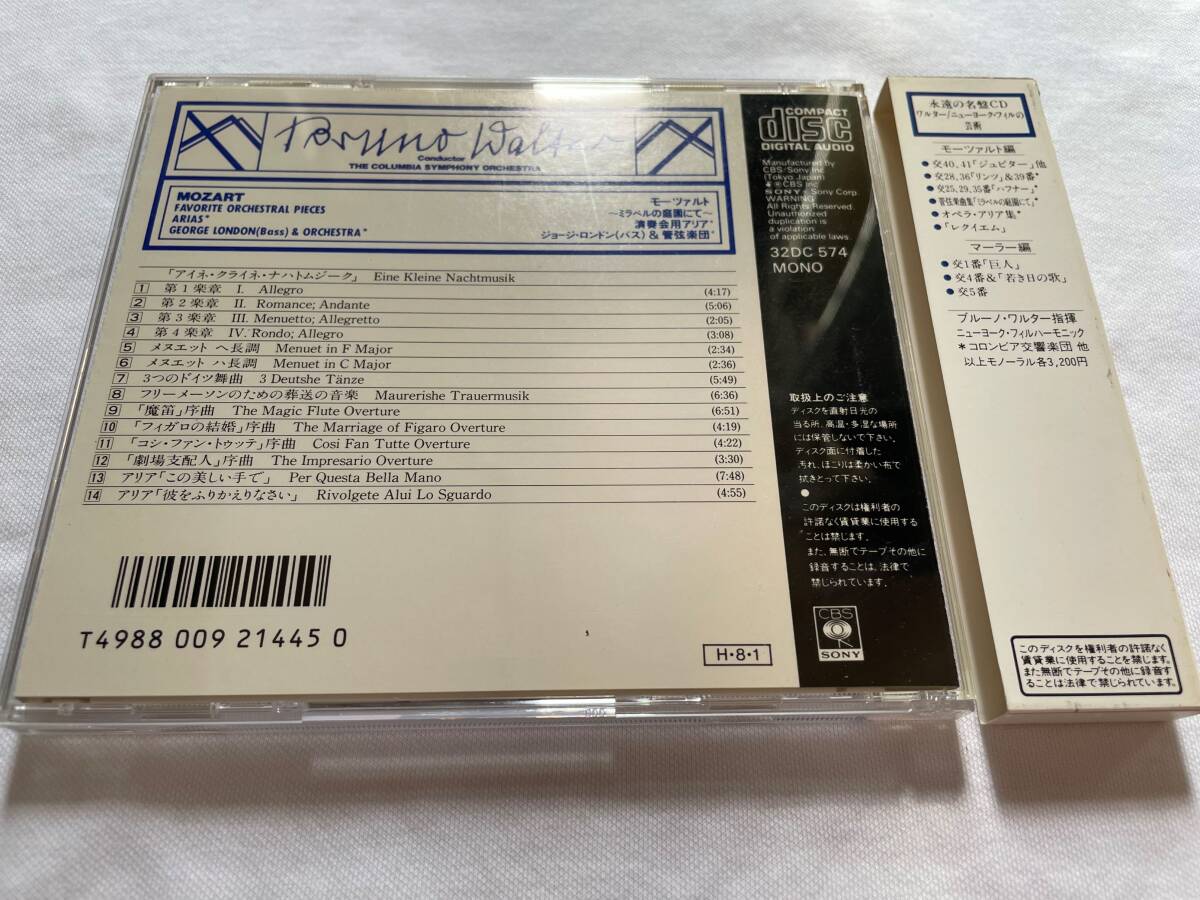 Bruno Walter
Conductor
THE COLUMBIA SYMPHONY ORCHESTRA
MOZART
FAVORITE ORCHESTRAL PIECES
ARIAS*
GEORGE LONDON(Bass) & ORCHESTRA*
モーツァルト
〜ミラベルの庭園にて〜
演奏会用アリア*
ジョージ・ロンドン(バス)&管弦楽団*
「アイネ・クライネ・ナハトムジーク」 Eine Kleine Nachtmusik
1 第1楽章 I. Allegro (4:17)
2 第2楽章 II. Romance; Andante (5:06)
3 第3楽章 III. Menuetto; Allegretto (2:05)
4 第4楽章 IV. Rondo; Allegro (3:08)
5 メヌエット ヘ長調 Menuet in F Major (2:34)
6 メヌエット ハ長調 Menuet in C Major (2:36)
7 3つのドイツ舞曲 3 Deutshe Tänze (5:49)
8 フリーメーソンのための葬送の音楽 Maurerishe Trauermusik (6:36)
9 「魔笛」序曲 The Magic Flute Overture (6:51)
10 「フィガロの結婚」序曲 The Marriage of Figaro Overture (4:19)
11 「コシ・ファン・トゥッテ」序曲 Cosi Fan Tutte Overture (4:22)
12 「劇場支配人」序曲 The Impresario Overture (3:30)
13 アリア「この美しい手で」 Per Questa Bella Mano (7:48)
14 アリア「彼をふりかえりなさい」 Rivolgete Alui Lo Sguardo (4:55)
T4988 009 21445 0
H・8・1
COMPACT
disc
DIGITAL AUDIO
Manufactured by
CBS/Sony Inc.
(Tokyo Japan)
℗CBS Inc.
SONY® Sony Corp.
WARNING:
All Rights Reserved.
Unauthorized
duplication is
a violation
of applicable laws.
32DC 574
MONO
取扱上のご注意
ディスクを直射日光の
当る所、高温・多湿な場所
には保管しないで下さい。
ディスク面に付着した
汚れ、ほこりは柔かい布で
拭きとって下さい。
●
このディスクは権利者の
許諾なく賃貸業に使用する
ことは禁じます。
また、無断でテープその他に
録音することは、法律で
禁じられています。
CBS
SONY
永遠の名盤CD
ワルター/ニューヨーク・フィルの
芸術
モーツァルト編
●交40、41「ジュピター」他
●交28、36「リンツ」&39番*
●交25、29、35番「ハフナー」*
●管弦楽曲集「ミラベルの庭園にて」*
●オペラ・アリア集*
●「レクイエム」
マーラー編
●交1番「巨人」
●交4番&「若き日の歌」
●交5番
ブルーノ・ワルター指揮
ニューヨーク・フィルハーモニック
*コロンビア交響楽団 他
以上モノーラル各3,200円
このディスクを権利者の許諾なく
賃貸業に使用することを禁じます。
また無断でテープその他に録音す
ることは法律で禁じられています。